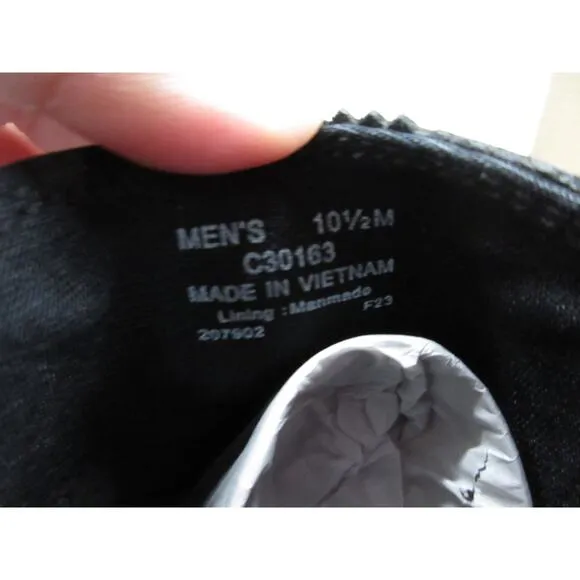 MEN'S 10½M
C30163
MADE IN VIETNAM
Lining : Manmade F23
207902